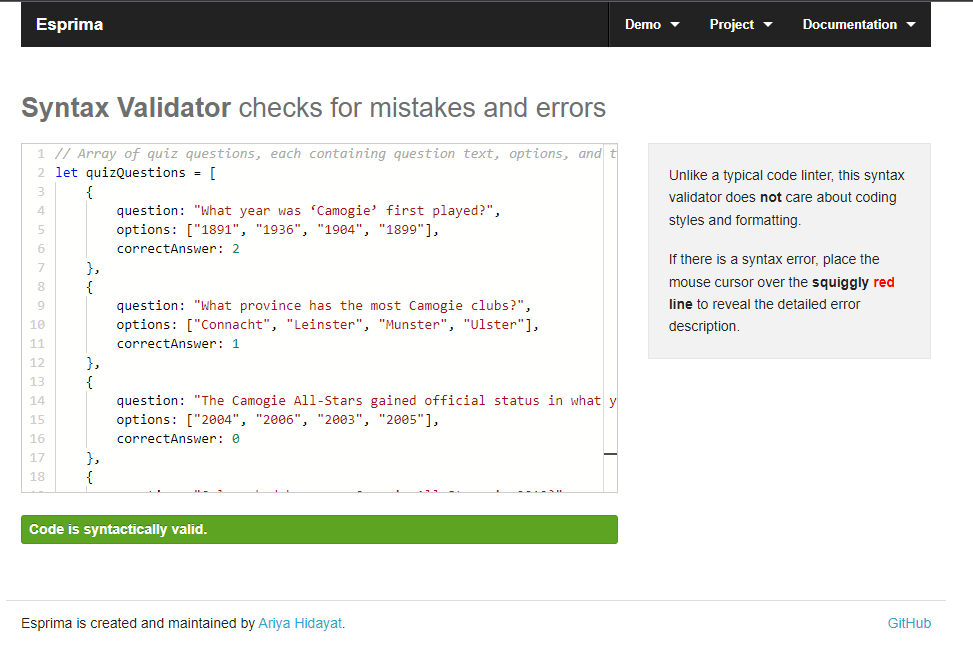 Esprima Demo Project Documentation
Syntax Validator checks for mistakes and errors
1 // Array of quiz questions, each containing question text, options, and t
2 let quizQuestions = [
3 {
4 question: "What year was ‘Camogie’ first played?",
5 options: ["1891", "1936", "1904", "1899"],
6 correctAnswer: 2
7 },
8 {
9 question: "What province has the most Camogie clubs?",
10 options: ["Connacht", "Leinster", "Munster", "Ulster"],
11 correctAnswer: 1
12 },
13 {
14 question: "The Camogie All-Stars gained official status in what y
15 options: ["2004", "2006", "2003", "2005"],
16 correctAnswer: 0
17 },
18 {
Unlike a typical code linter, this syntax
validator does not care about coding
styles and formatting.
If there is a syntax error, place the
mouse cursor over the squiggly red
line to reveal the detailed error
description.
Code is syntactically valid.
Esprima is created and maintained by Ariya Hidayat.
GitHub